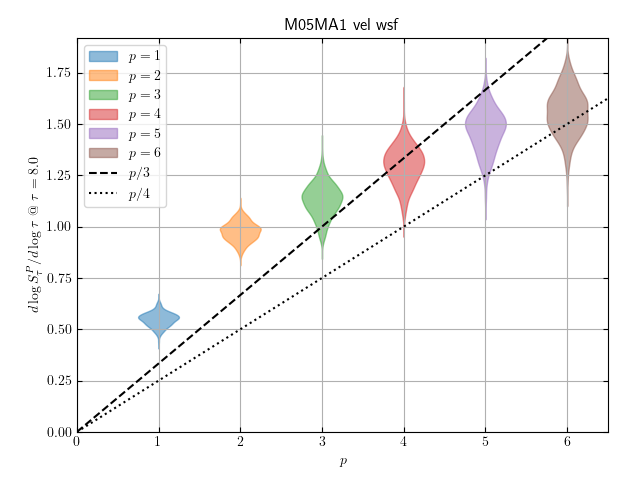 M05MA1 vel wsf
p = 1
p = 2
p = 3
p = 4
p = 5
p = 6
p/3
p/4
d log S_τ^P / d log τ @ τ = 8.0
1.75
1.50
1.25
1.00
0.75
0.50
0.25
0.00
0 1 2 3 4 5 6
p